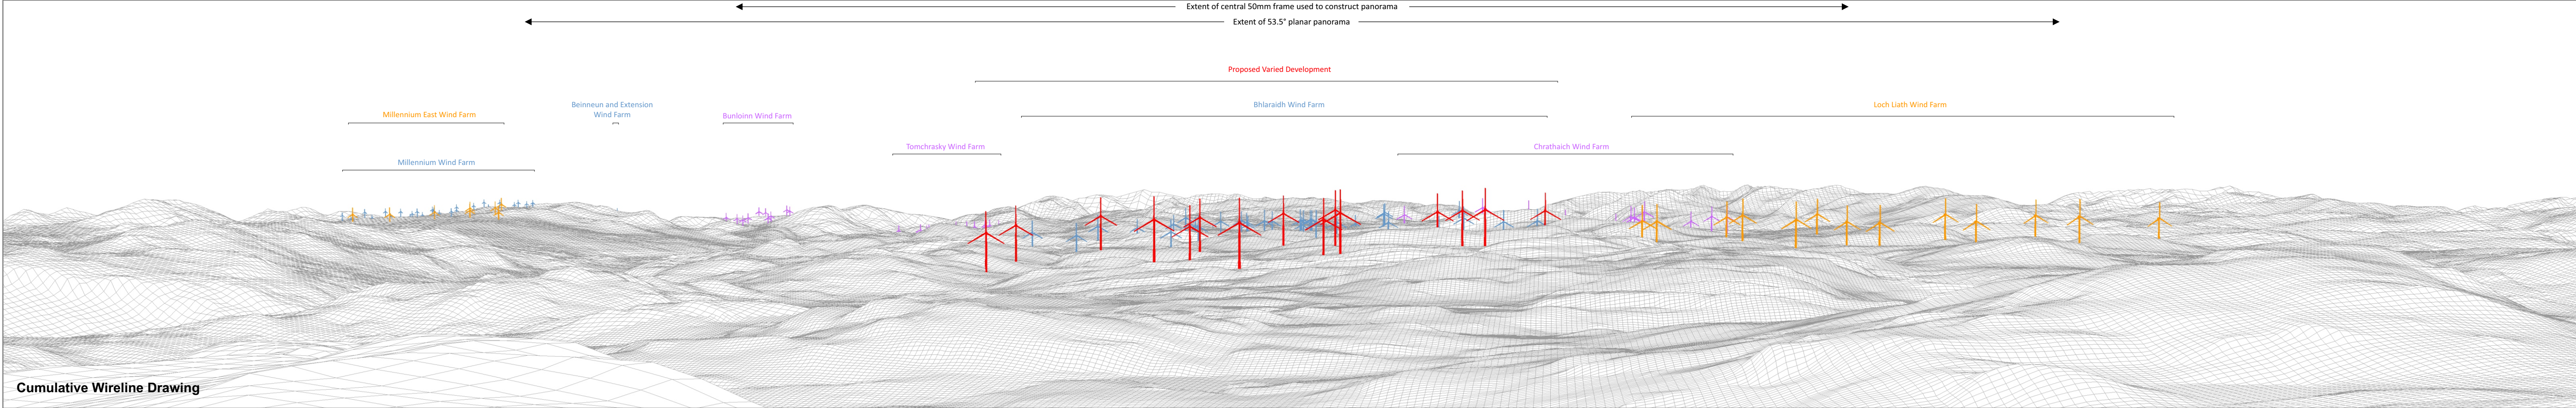 Extent of central 50mm frame used to construct panorama
Extent of 53.5° planar panorama
Proposed Varied Development
Beinneun and Extension
Wind Farm
Bhlaraidh Wind Farm
Loch Liath Wind Farm
Millennium East Wind Farm
Bunloinn Wind Farm
Tomchrasky Wind Farm
Chrathaich Wind Farm
Millennium Wind Farm
Cumulative Wireline Drawing